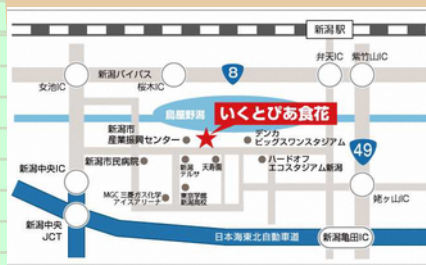 新潟駅
弁天IC
紫竹山IC
新潟バイパス
8
女池IC
桜木IC
鳥屋野潟
いくとぴあ食花
新潟市
産業振興センター
デンカ
ビッグスワンスタジアム
49
新潟中央IC
新潟市民病院
新潟
テルサ
天寿園
ハードオフ
エコスタジアム新潟
MGC三菱ガス化学
アイスアリーナ
東京学館
新潟高校
姥ヶ山IC
新潟中央
JCT
日本海東北自動車道
新潟亀田IC